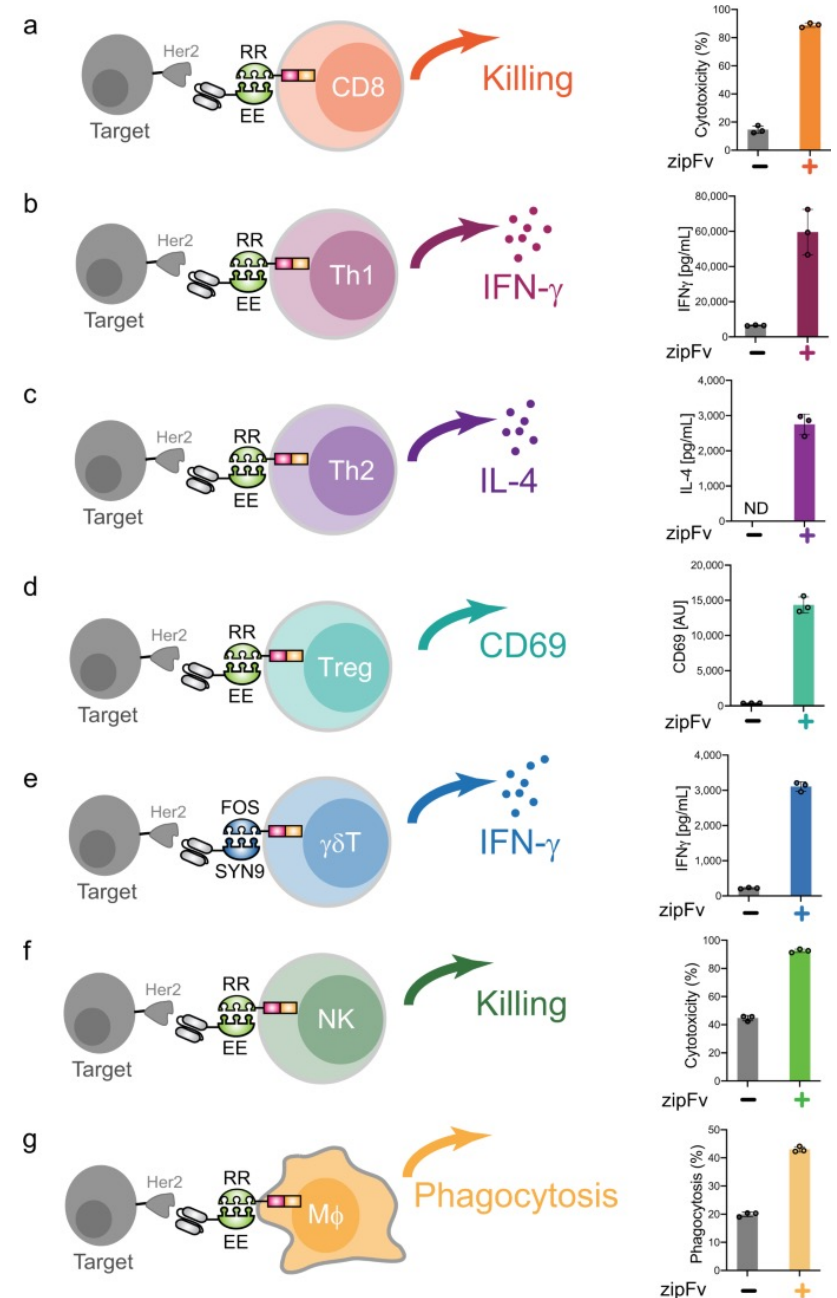 a
Her2
RR
EE
CD8
Target
Killing
Cytotoxicity (%)
100
80
60
40
20
0
zipFv
− +
b
Her2
RR
EE
Th1
Target
IFN-γ
IFNγ [pg/mL]
80,000
60,000
40,000
20,000
0
zipFv
− +
c
Her2
RR
EE
Th2
Target
IL-4
IL-4 [pg/mL]
4,000
3,000
2,000
1,000
0
ND
zipFv
− +
d
Her2
RR
EE
Treg
Target
CD69
CD69 [AU]
20,000
15,000
10,000
5,000
0
zipFv
− +
e
Her2
FOS
SYN9
γδT
Target
IFN-γ
IFNγ [pg/mL]
4,000
3,000
2,000
1,000
0
zipFv
− +
f
Her2
RR
EE
NK
Target
Killing
Cytotoxicity (%)
100
80
60
40
20
0
zipFv
− +
g
Her2
RR
EE
Mϕ
Target
Phagocytosis
Phagocytosis (%)
50
40
30
20
10
0
zipFv
− +